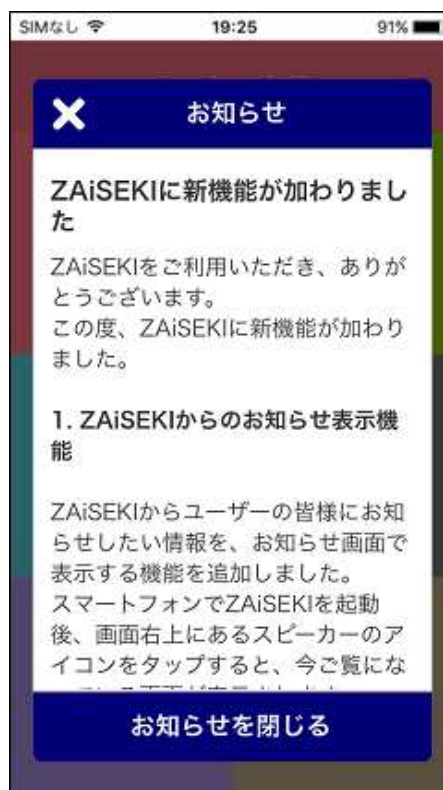 SIMなし 19:25 91%
お知らせ
ZAiSEKIに新機能が加わりまし
た
ZAiSEKIをご利用いただき、ありが
とうございます。
この度、ZAiSEKIに新機能が加わり
ました。
1. ZAiSEKIからのお知らせ表示機
能
ZAiSEKIからユーザーの皆様にお知
らせしたい情報を、お知らせ画面で
表示する機能を追加しました。
スマートフォンでZAiSEKIを起動
後、画面右上にあるスピーカーのア
イコンをタップすると、今ご覧にな
お知らせを閉じる